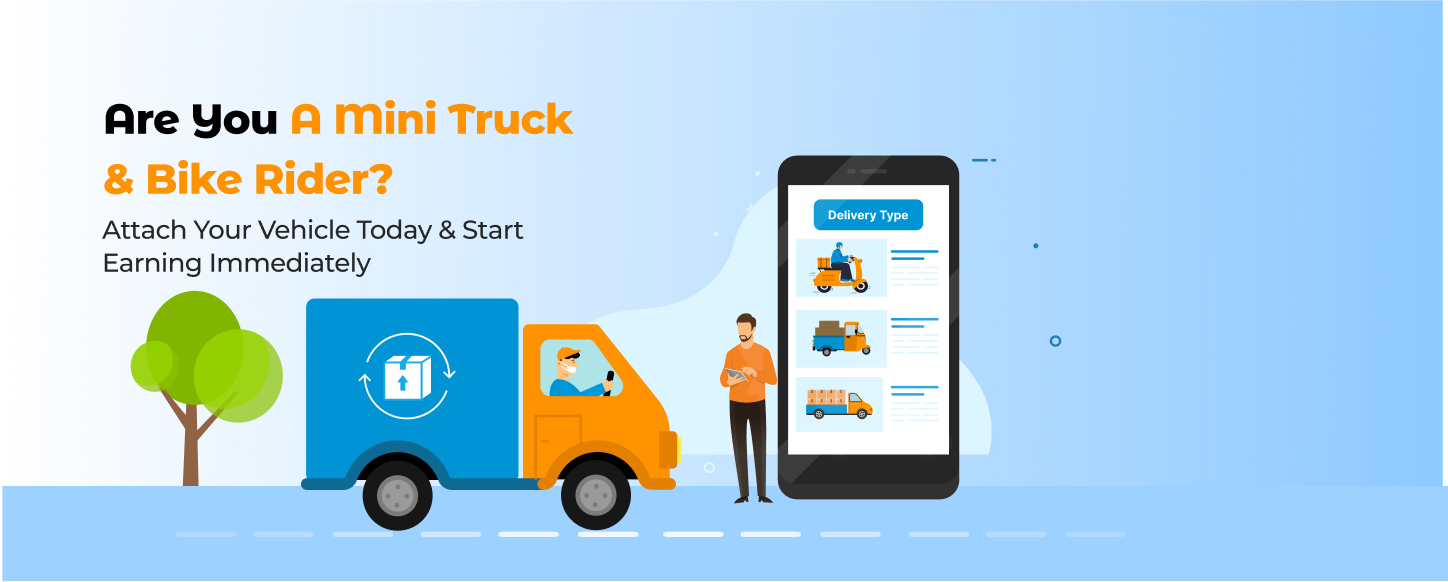 Are You A Mini Truck
& Bike Rider?
Attach Your Vehicle Today & Start
Earning Immediately
Delivery Type